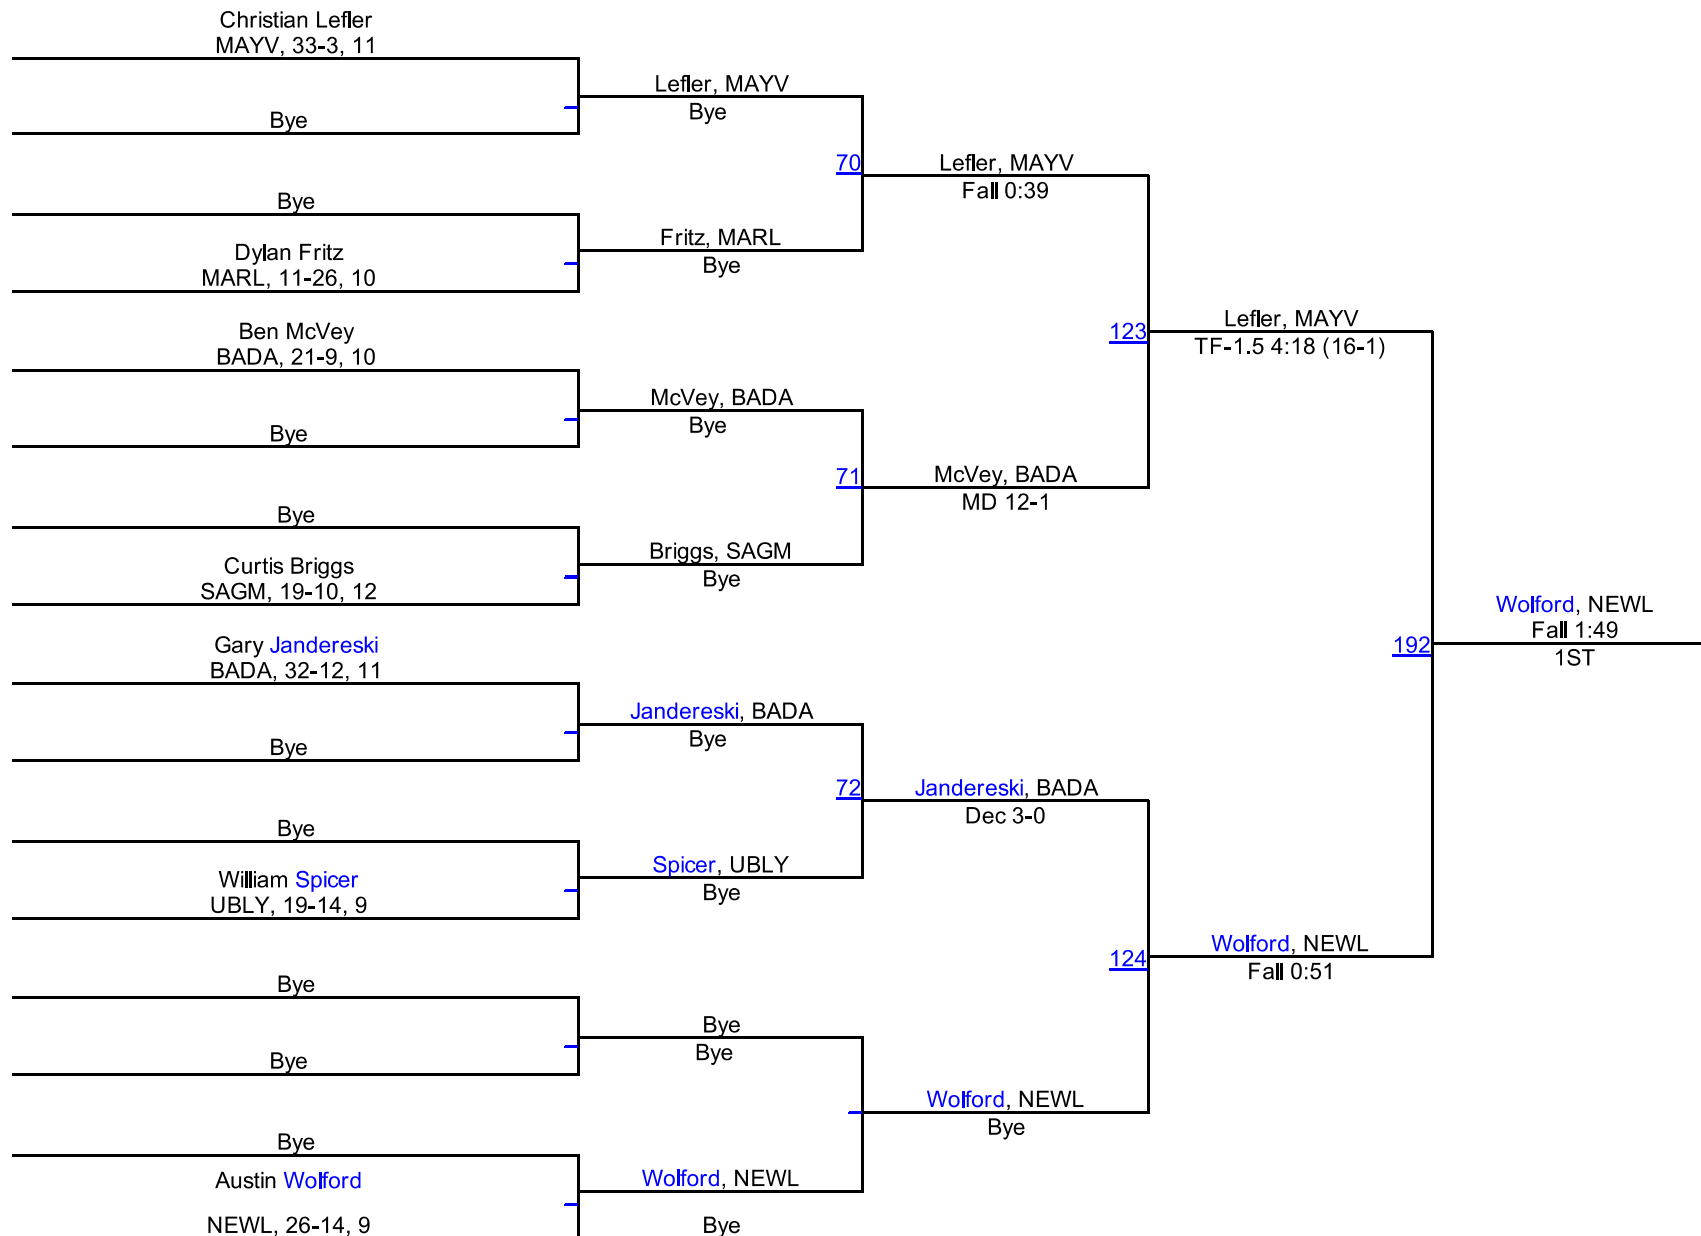 Christian Lefler
MAYV, 33-3, 11
Bye
Bye
Dylan Fritz
MARL, 11-26, 10
Ben McVey
BADA, 21-9, 10
Bye
Bye
Curtis Briggs
SAGM, 19-10, 12
Gary Jandereski
BADA, 32-12, 11
Bye
Bye
William Spicer
UBLY, 19-14, 9
Bye
Bye
Bye
Austin Wolford
NEWL, 26-14, 9
Lefler, MAYV
Bye
Fritz, MARL
Bye
McVey, BADA
Bye
Briggs, SAGM
Bye
Jandereski, BADA
Bye
Spicer, UBLY
Bye
Bye
Bye
Wolford, NEWL
Bye
70
Lefler, MAYV
Fall 0:39
71
McVey, BADA
MD 12-1
72
Jandereski, BADA
Dec 3-0
Wolford, NEWL
Bye
123
Lefler, MAYV
TF-1.5 4:18 (16-1)
124
Wolford, NEWL
Fall 0:51
192
Wolford, NEWL
Fall 1:49
1ST